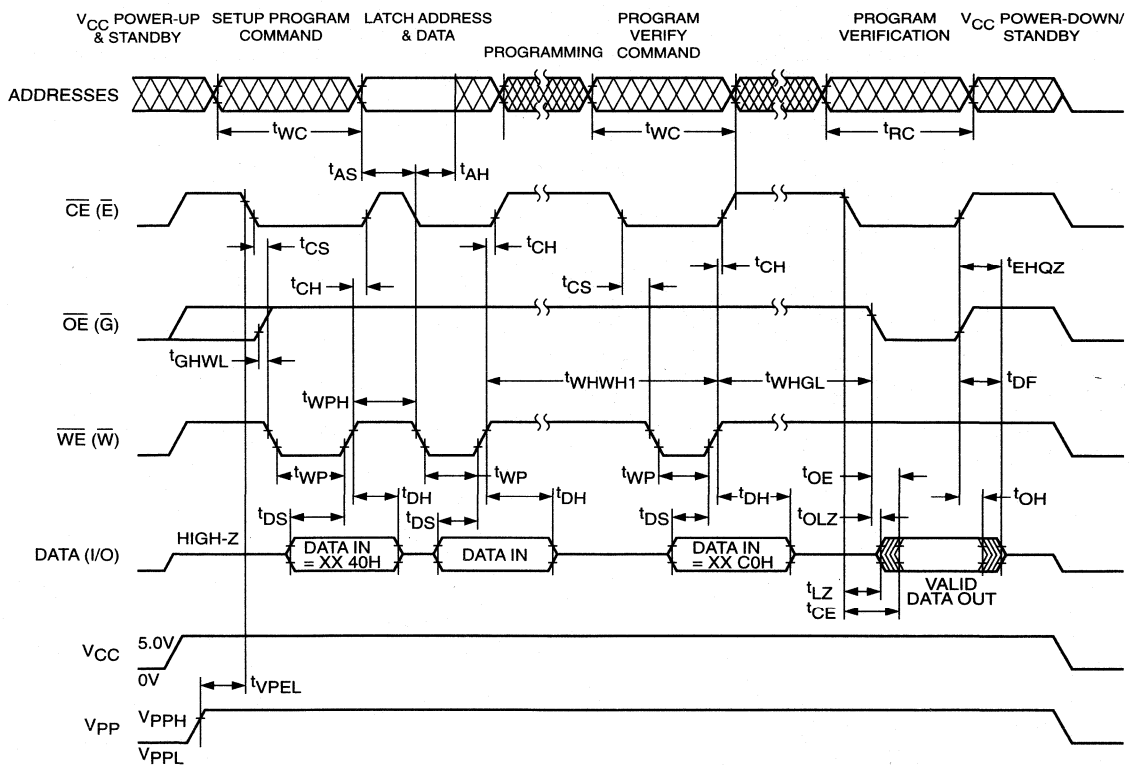 VCC POWER-UP
& STANDBY
SETUP PROGRAM
COMMAND
LATCH ADDRESS
& DATA
PROGRAMMING
PROGRAM
VERIFY
COMMAND
PROGRAM
VERIFICATION
VCC POWER-DOWN/
STANDBY
ADDRESSES
tWC
tWC
tRC
tAS
tAH
CE (E)
tCS
tCH
tCH
tCS
tCH
tEHQZ
OE (G)
tGHWL
tWPH
tWHWH1
tWHGL
tDF
WE (W)
tWP
tWP
tWP
tOE
tDH
tDH
tDH
tOH
tDS
tDS
tDS
tOLZ
DATA (I/O)
HIGH-Z
DATA IN
= XX 40H
DATA IN
DATA IN
= XX C0H
VALID
DATA OUT
tLZ
tCE
VCC
5.0V
0V
tVPEL
VPP
VPPH
VPPL